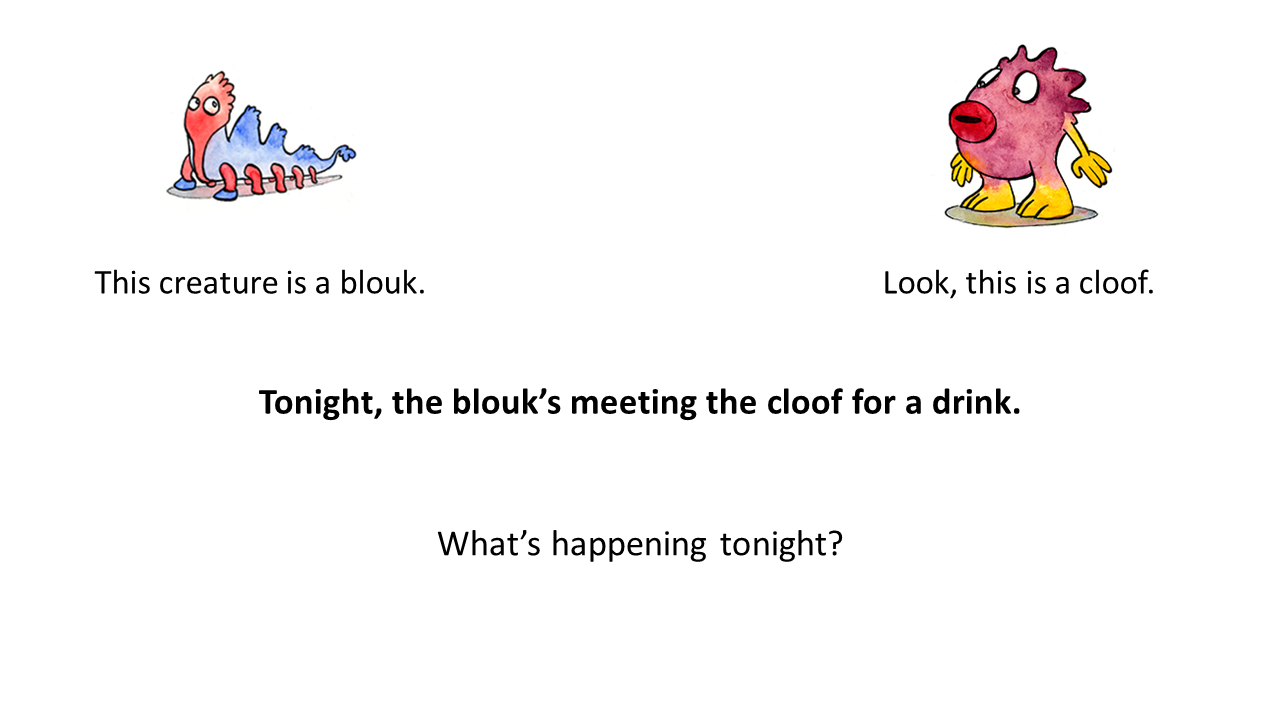 This creature is a blouk.
Look, this is a cloof.
Tonight, the blouk’s meeting the cloof for a drink.
What’s happening tonight?